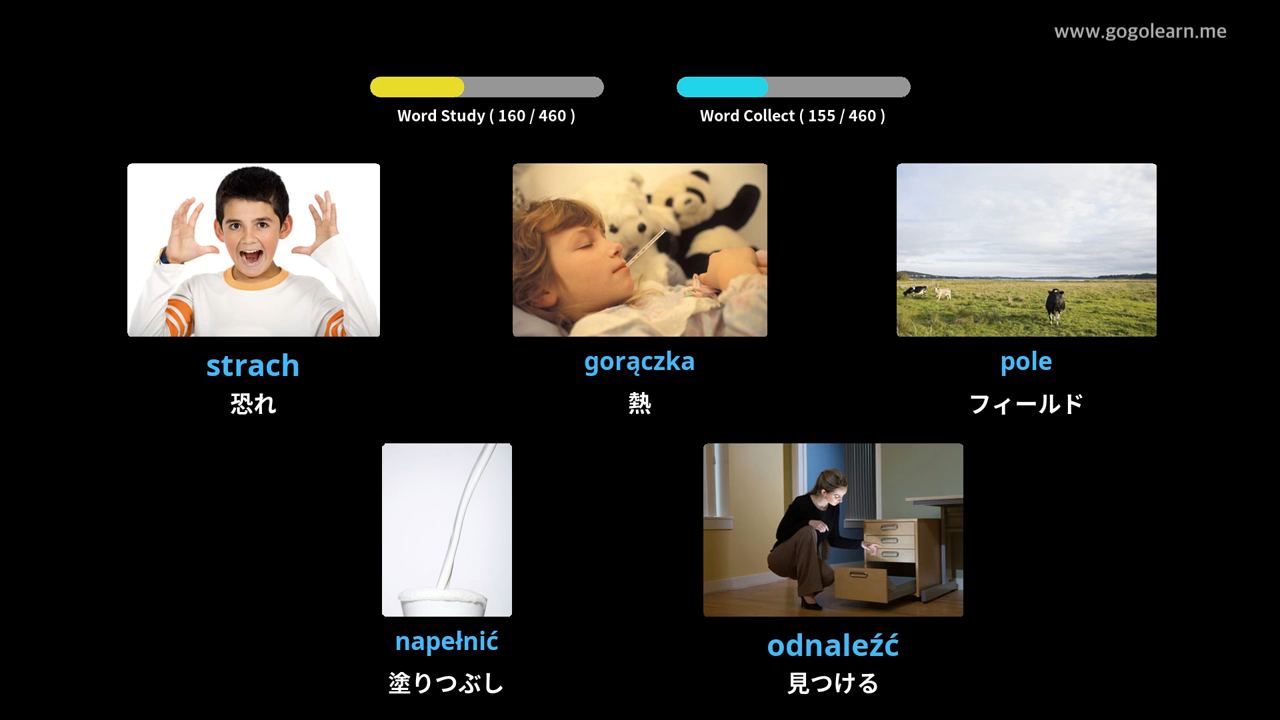 www.gogolearn.me
Word Study ( 160 / 460 )
Word Collect ( 155 / 460 )
strach
恐れ
gorączka
熱
pole
フィールド
napełnić
塗りつぶし
odnaleźć
見つける